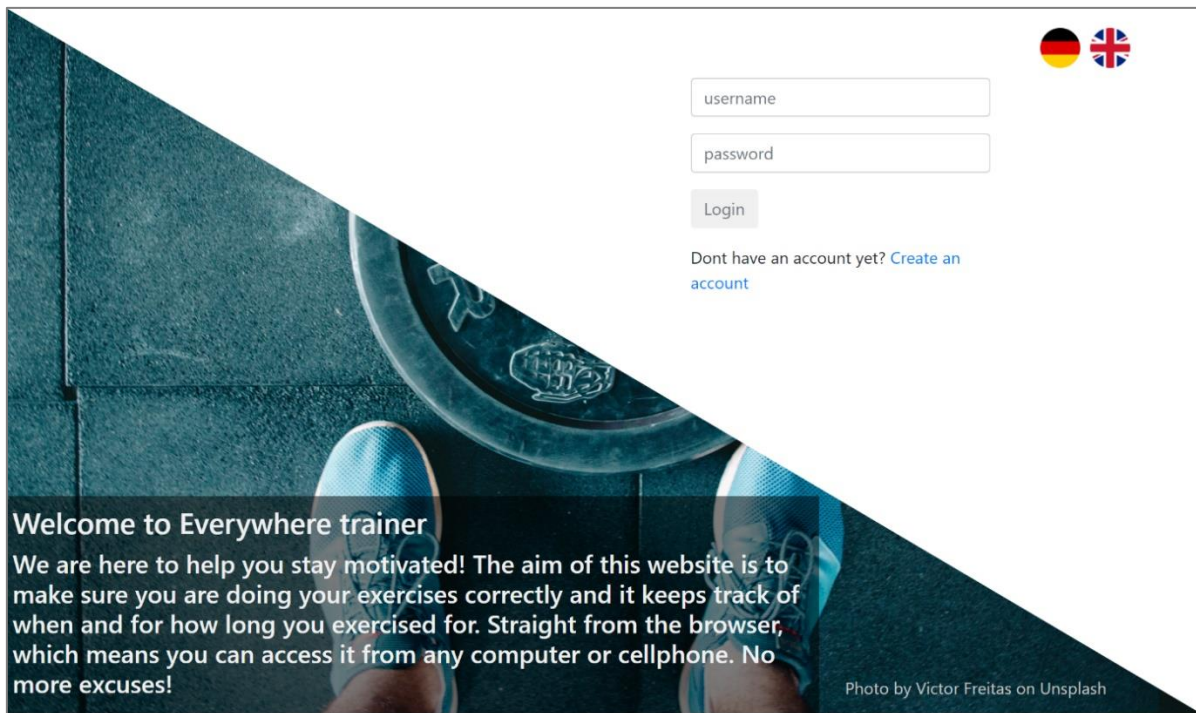 username
password
Login
Dont have an account yet? Create an
account
Welcome to Everywhere trainer
We are here to help you stay motivated! The aim of this website is to
make sure you are doing your exercises correctly and it keeps track of
when and for how long you exercised for. Straight from the browser,
which means you can access it from any computer or cellphone. No
more excuses!
Photo by Victor Freitas on Unsplash